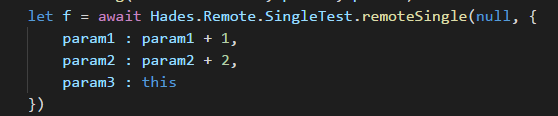 let f = await Hades.Remote.SingleTest.remoteSingle(null, {
param1 : param1 + 1,
param2 : param2 + 2,
param3 : this
})